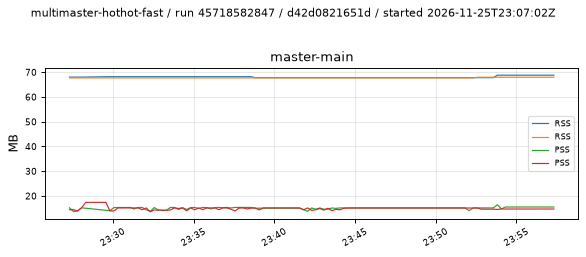 multimaster-hothot-fast / run 45718582847 / d42d0821651d / started 2026-11-25T23:07:02Z
master-main
MB
70
60
50
40
30
20
RSS
RSS
PSS
PSS
23:30
23:35
23:40
23:45
23:50
23:55